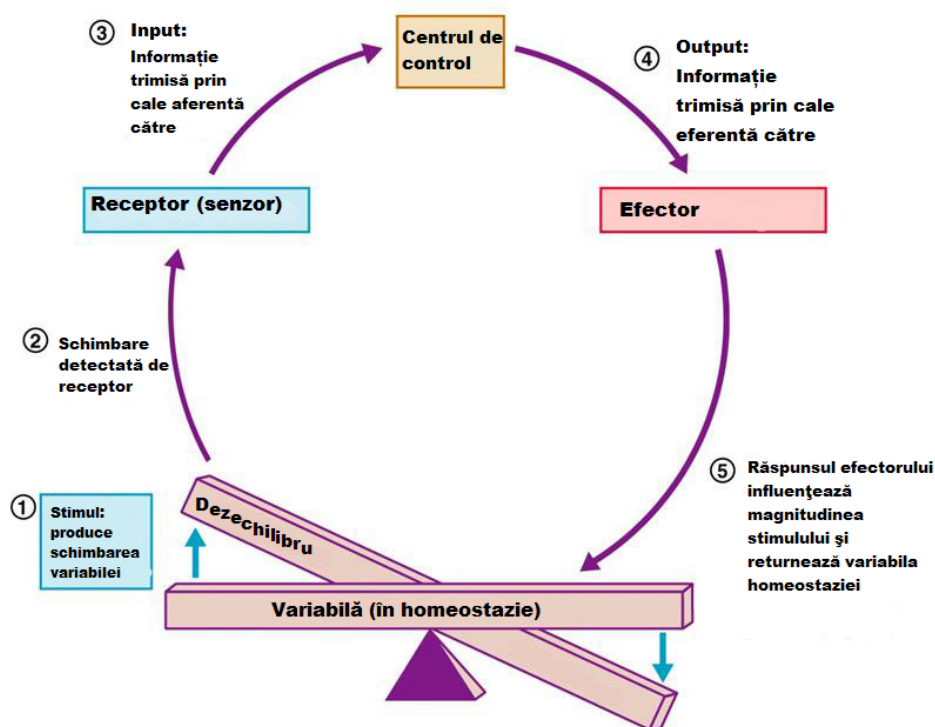 ① Stimul:
produce
schimbarea
variabilei
② Schimbare
detectată de
receptor
③ Input:
Informație
trimisă prin
cale aferentă
către
Receptor (senzor)
Centrul de
control
④ Output:
Informație
trimisă prin cale
eferentă către
Efector
⑤ Răspunsul efectorului
influenţează
magnitudinea
stimulului şi
returnează variabila
homeostaziei
Dezechilibru
Variabilă (în homeostazie)